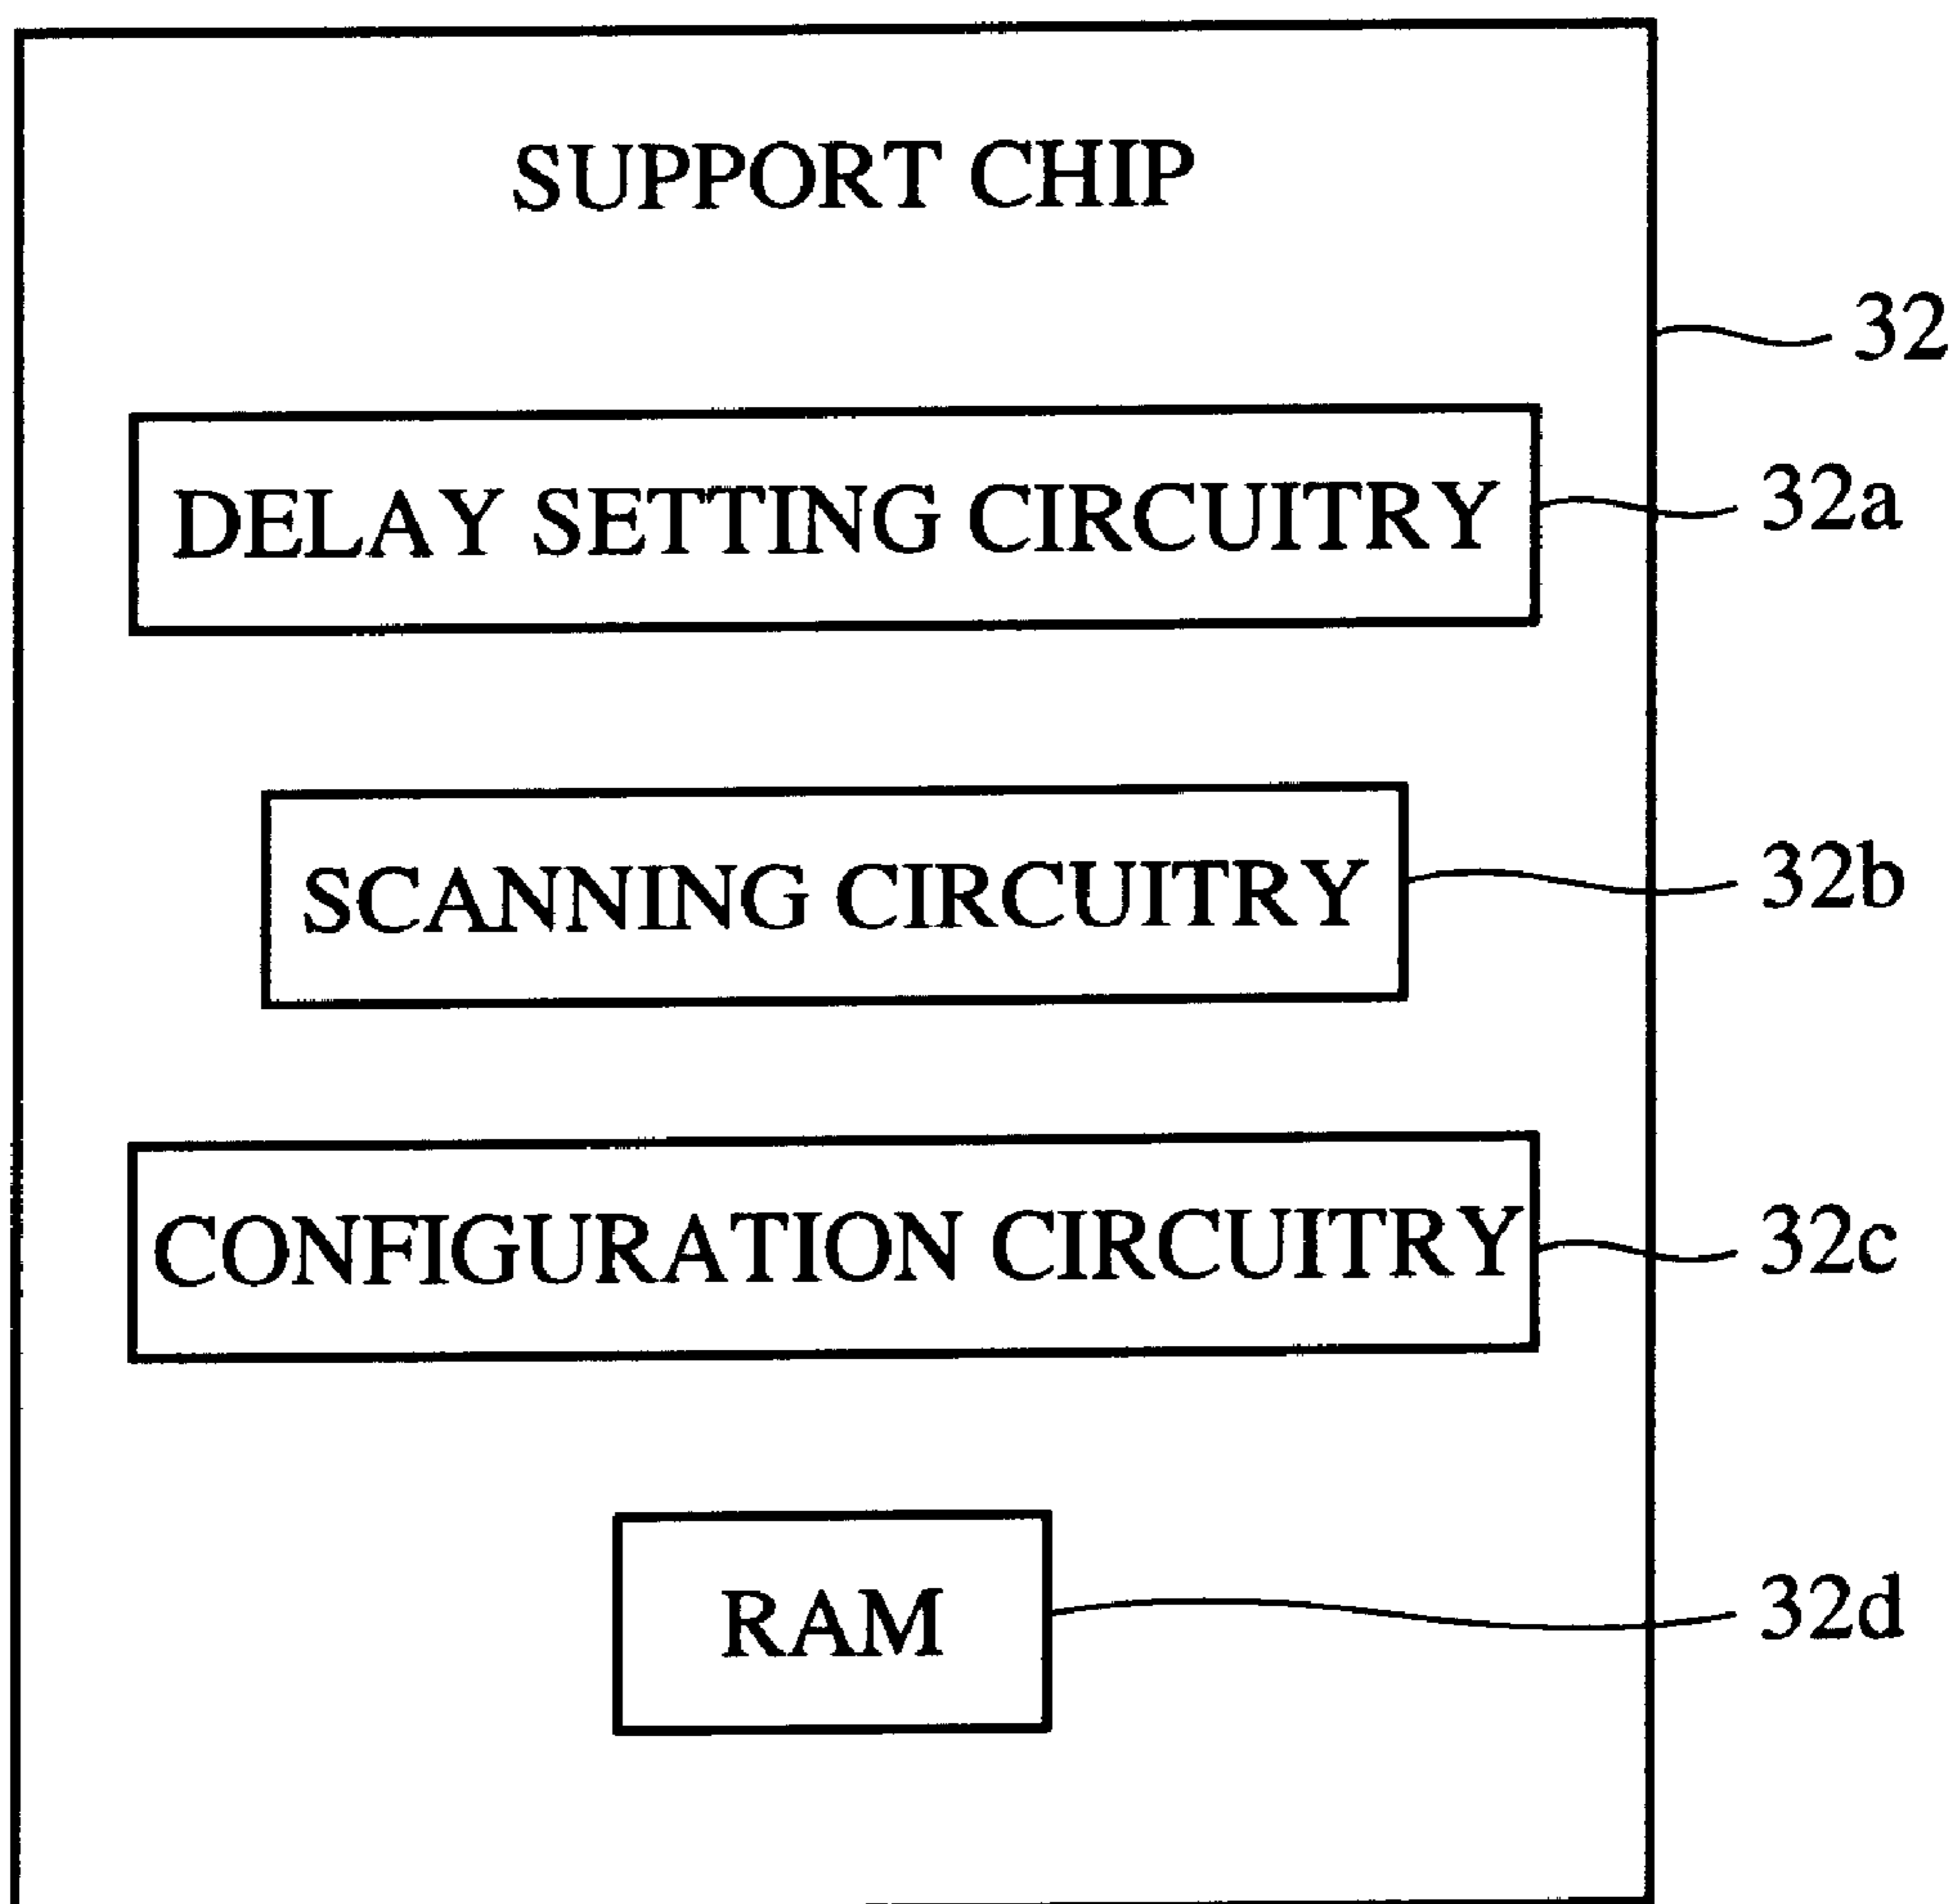 SUPPORT CHIP
32
DELAY SETTING CIRCUITRY
32a
SCANNING CIRCUITRY
32b
CONFIGURATION CIRCUITRY
32c
RAM
32d